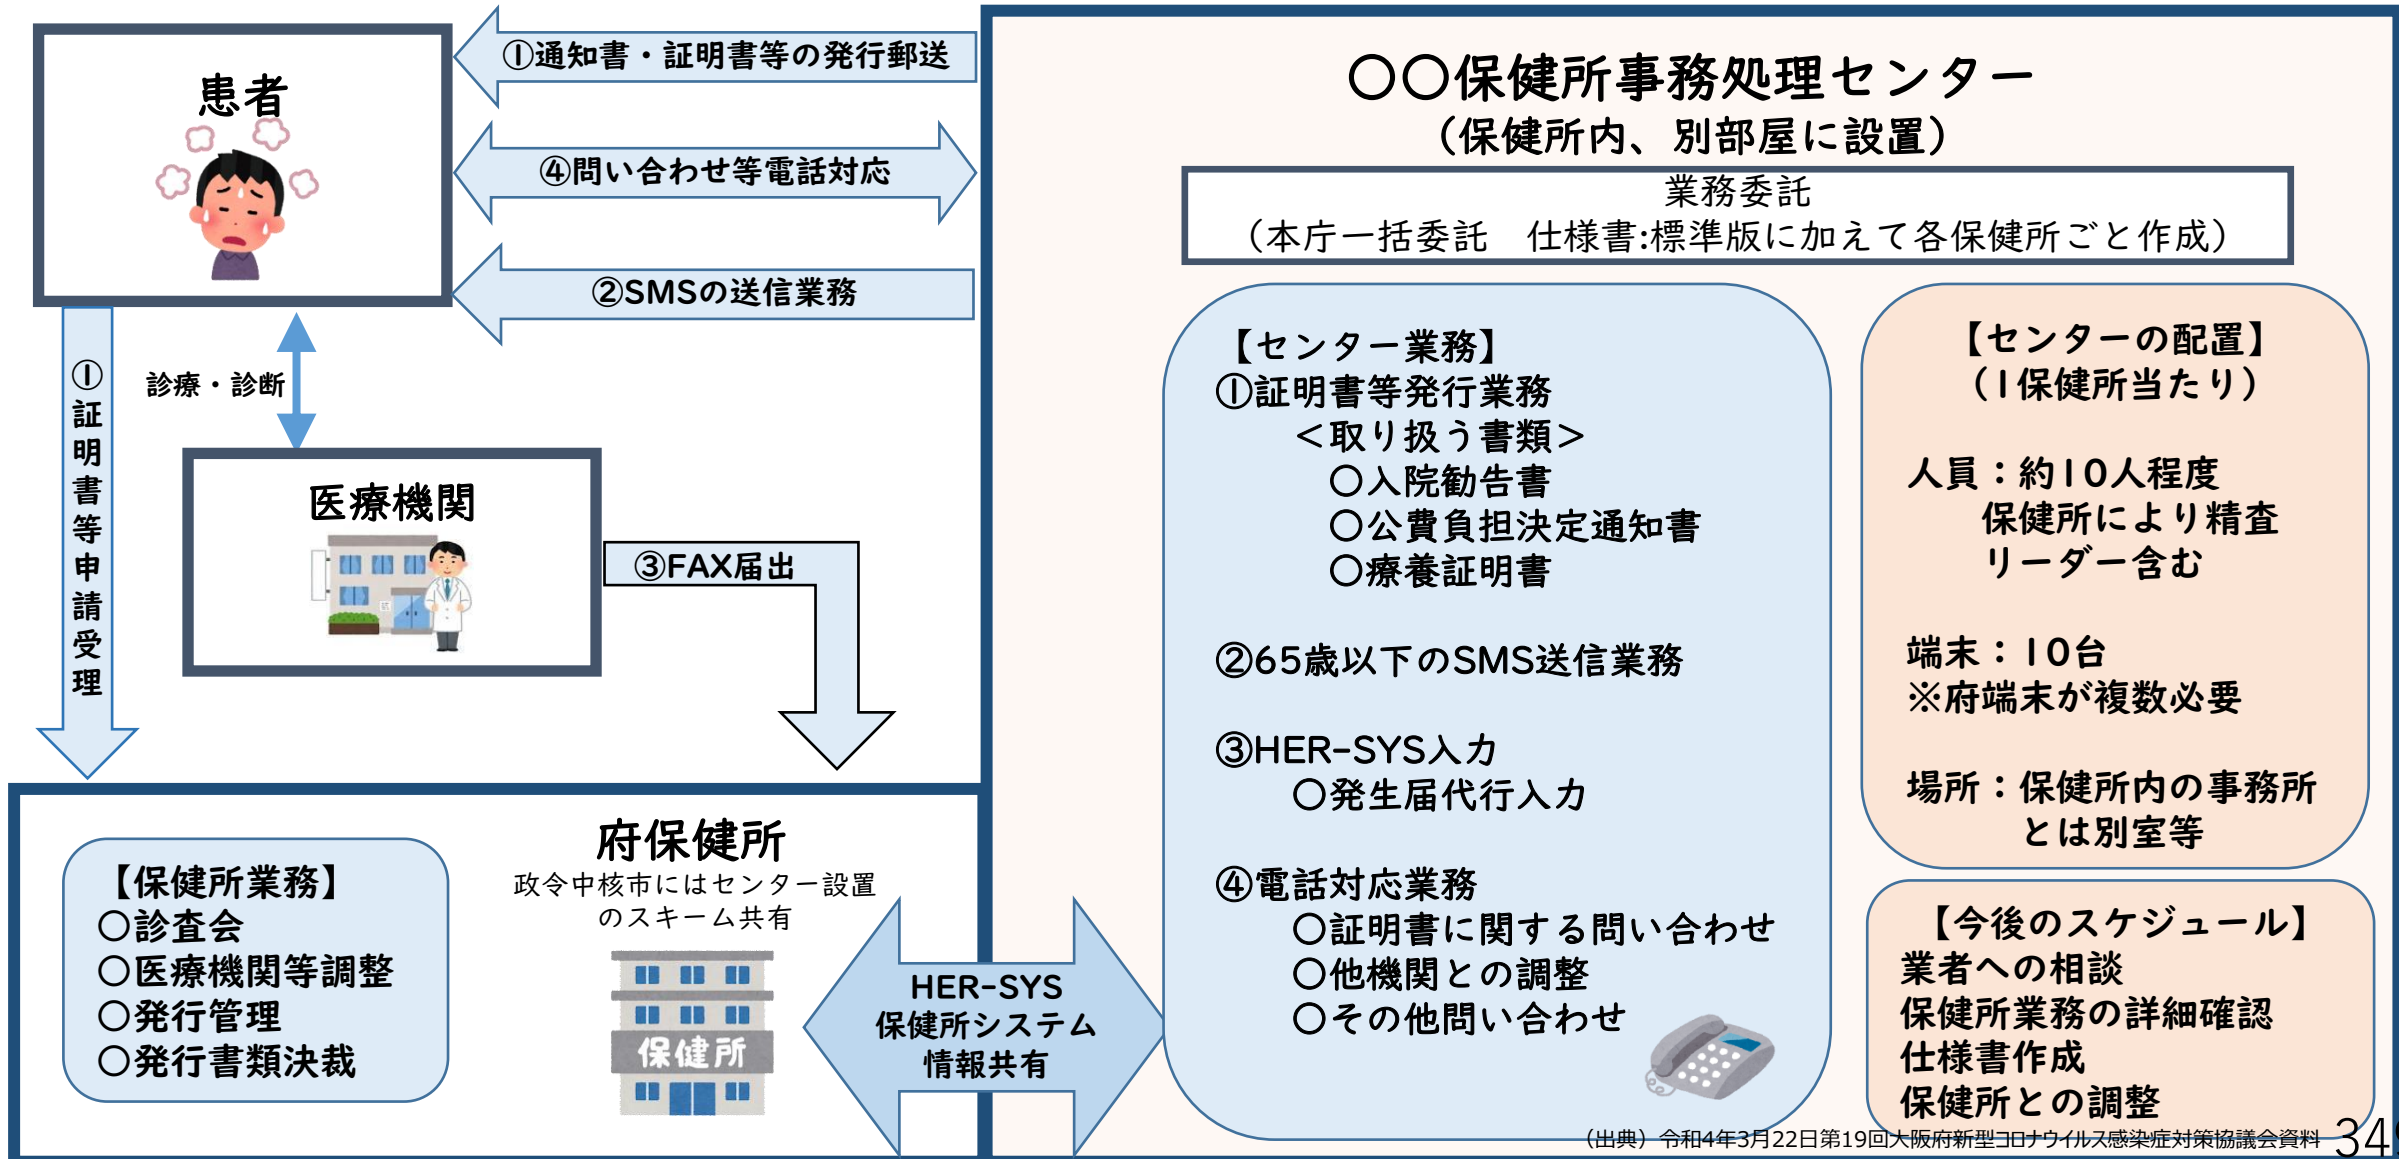 患者
①通知書・証明書等の発行郵送
④問い合わせ等電話対応
②SMSの送信業務
①証明書等申請受理
診療・診断
医療機関
③FAX届出
〇〇保健所事務処理センター
（保健所内、別部屋に設置）
業務委託
（本庁一括委託　仕様書:標準版に加えて各保健所ごと作成）
【センター業務】
①証明書等発行業務
＜取り扱う書類＞
〇入院勧告書
〇公費負担決定通知書
〇療養証明書
②65歳以下のSMS送信業務
③HER-SYS入力
〇発生届代行入力
④電話対応業務
〇証明書に関する問い合わせ
〇他機関との調整
〇その他問い合わせ
【センターの配置】
（1保健所当たり）
人員：約10人程度
保健所により精査
リーダー含む
端末：10台
※府端末が複数必要
場所：保健所内の事務所
とは別室等
【今後のスケジュール】
業者への相談
保健所業務の詳細確認
仕様書作成
保健所との調整
府保健所
政令中核市にはセンター設置
のスキーム共有
【保健所業務】
〇診査会
〇医療機関等調整
〇発行管理
〇発行書類決裁
保健所
HER-SYS
保健所システム
情報共有
（出典）令和4年3月22日第19回大阪府新型コロナウイルス感染症対策協議会資料
349